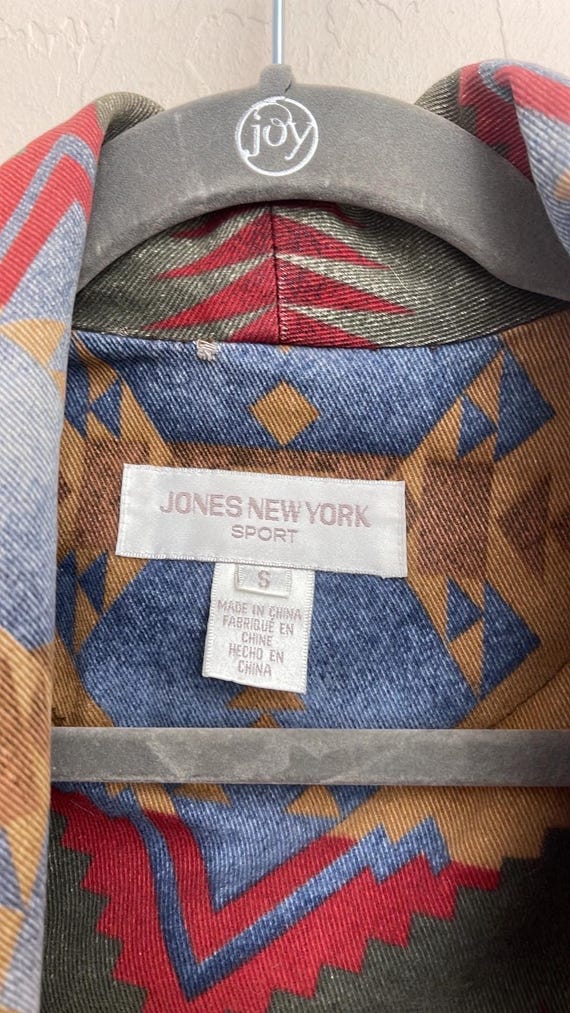 joy
JONES NEW YORK
SPORT
S
MADE IN CHINA
FABRIQUÉ EN
CHINE
HECHO EN
CHINA